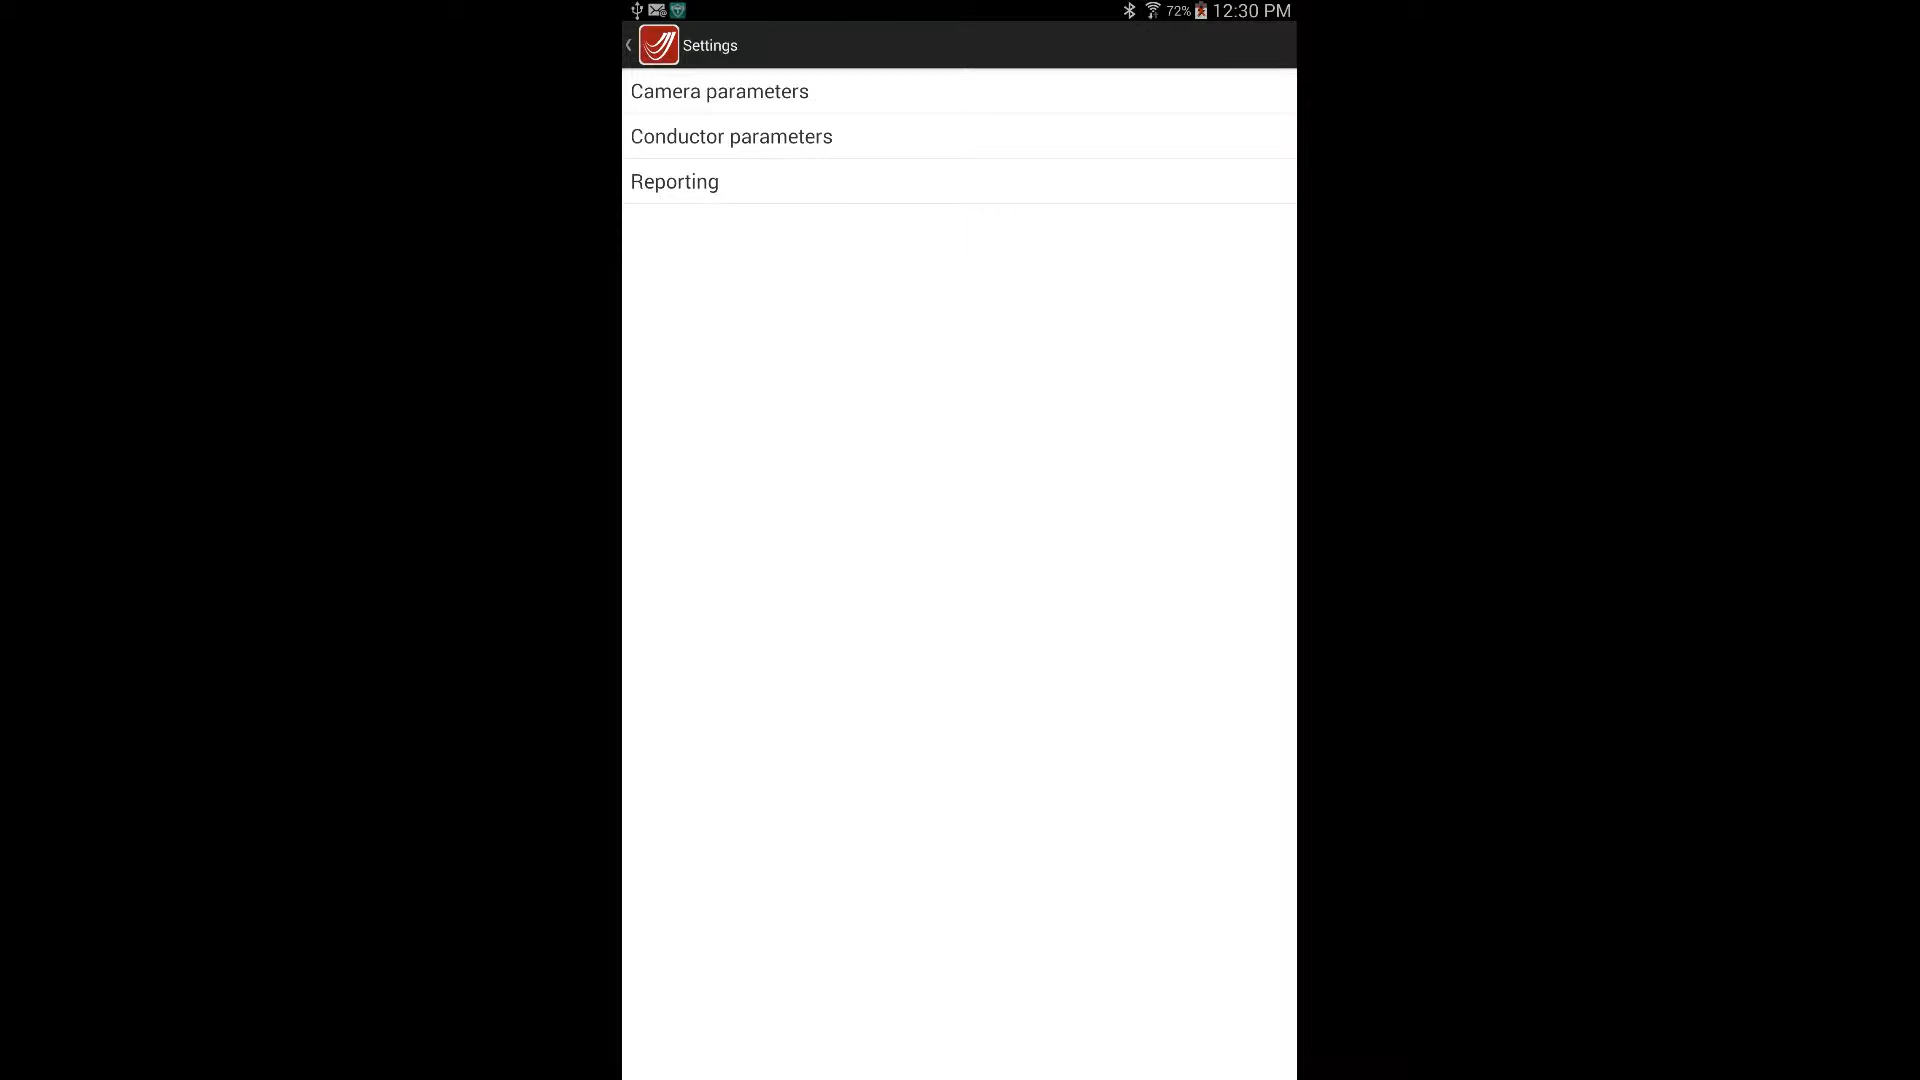 72% 12:30 PM
Settings
Camera parameters
Conductor parameters
Reporting